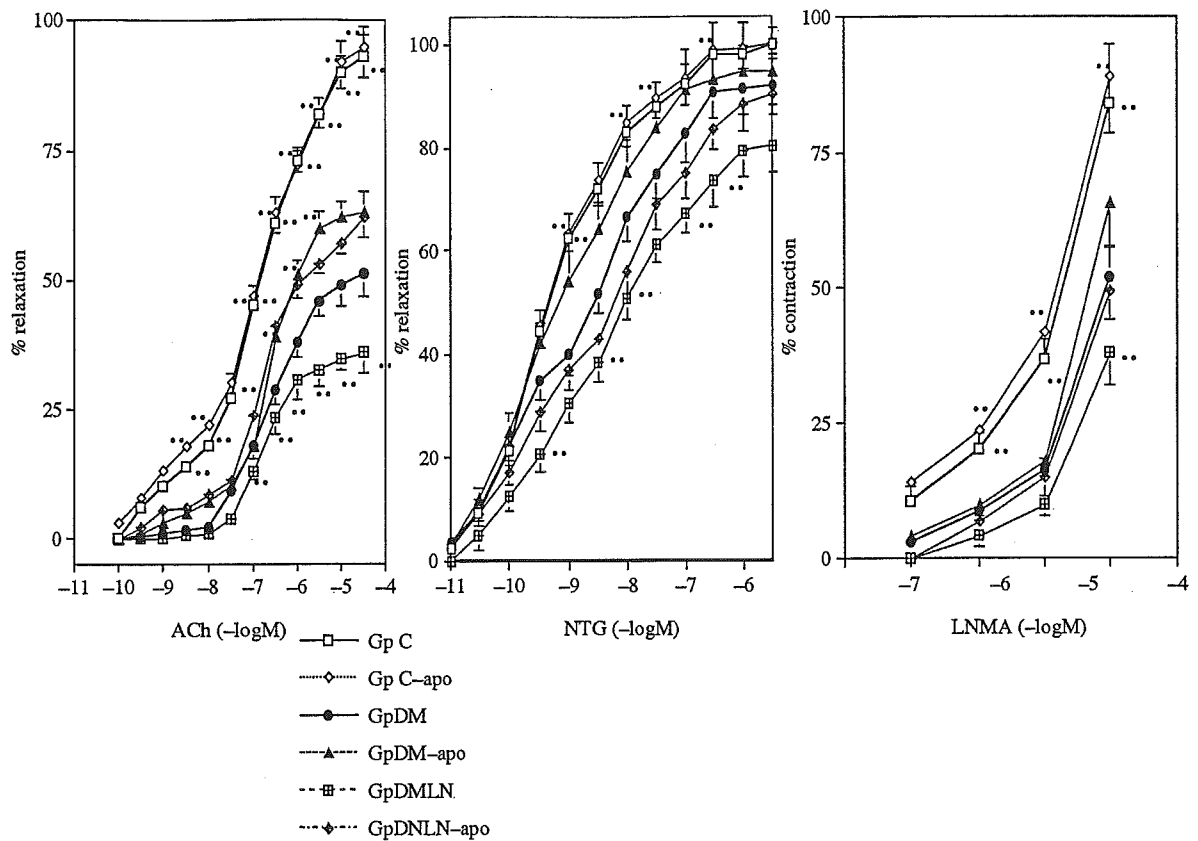 100
75
50
25
0
% relaxation
–11 –10 –9 –8 –7 –6 –5 –4
ACh (–logM)
100
80
60
40
20
0
% relaxation
–11 –10 –9 –8 –7 –6
NTG (–logM)
100
75
50
25
0
% contraction
–7 –6 –5 –4
LNMA (–logM)
Gp C
Gp C–apo
GpDM
GpDM–apo
GpDMLN
GpDNLN–apo